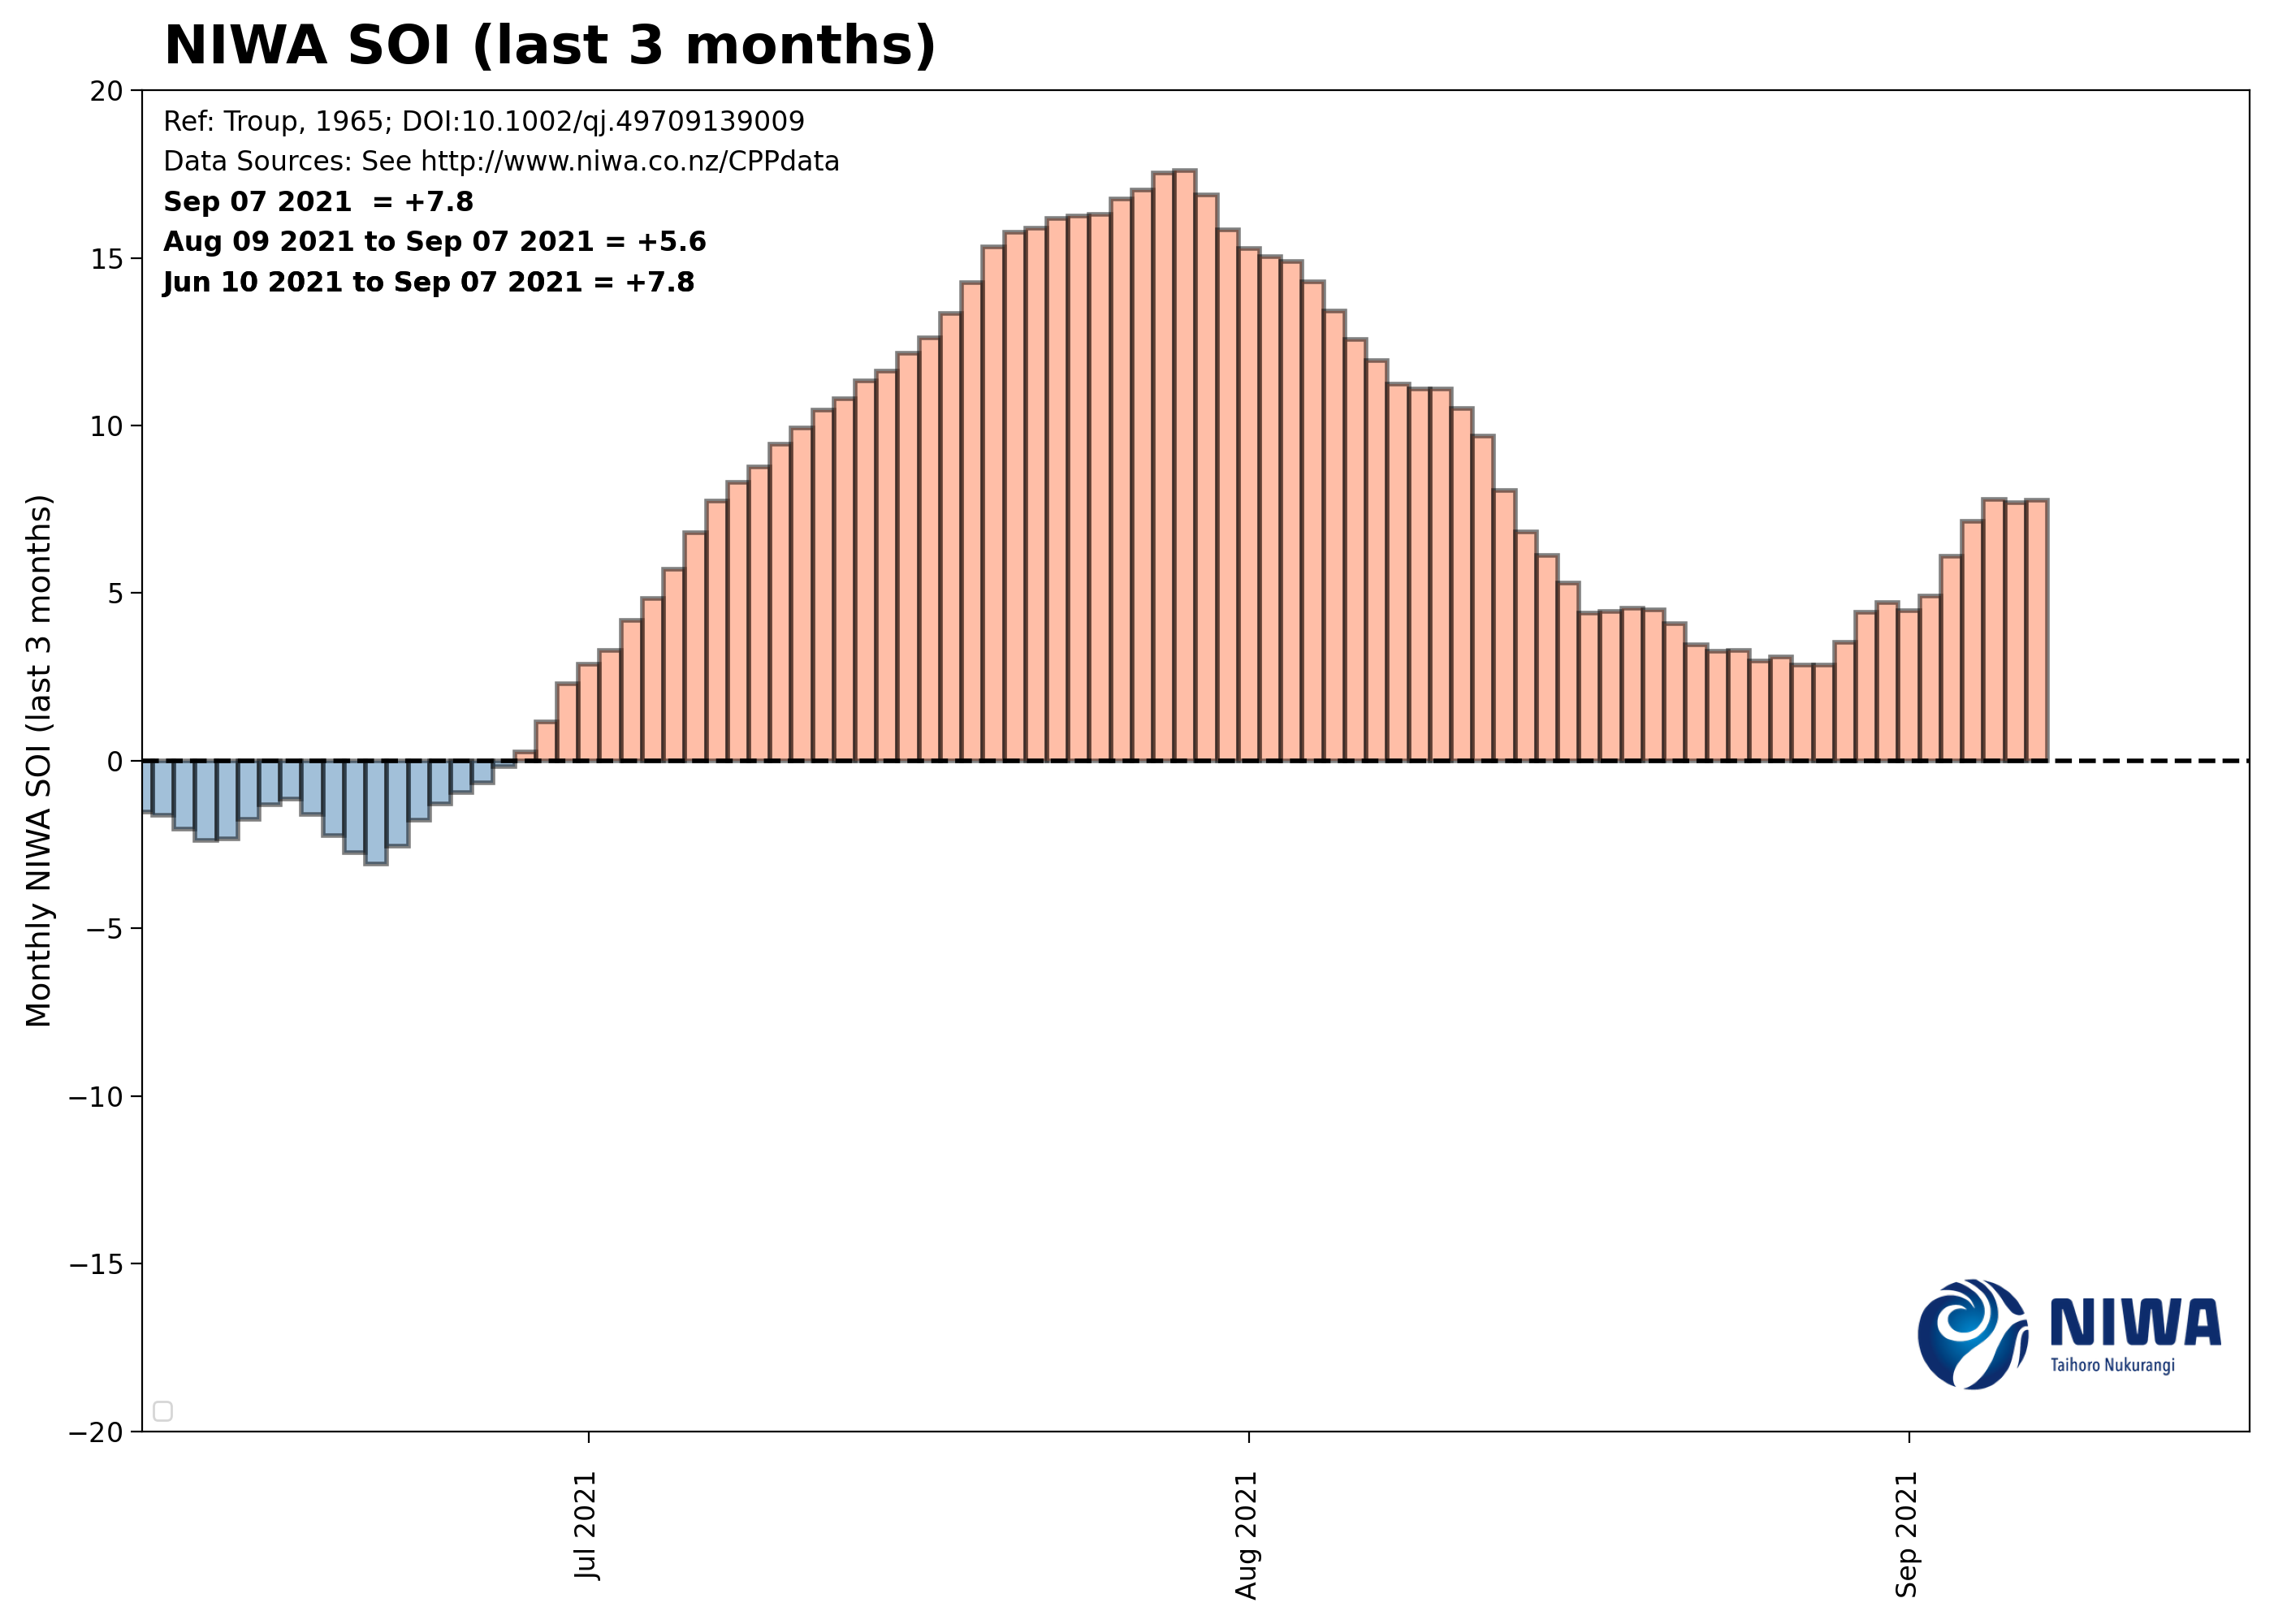 NIWA SOI (last 3 months)
Ref: Troup, 1965; DOI:10.1002/qj.49709139009
Data Sources: See http://www.niwa.co.nz/CPPdata
Sep 07 2021  = +7.8
Aug 09 2021 to Sep 07 2021 = +5.6
Jun 10 2021 to Sep 07 2021 = +7.8
Monthly NIWA SOI (last 3 months)
20
15
10
5
0
−5
−10
−15
−20
Jul 2021
Aug 2021
Sep 2021
NIWA
Taihoro Nukurangi